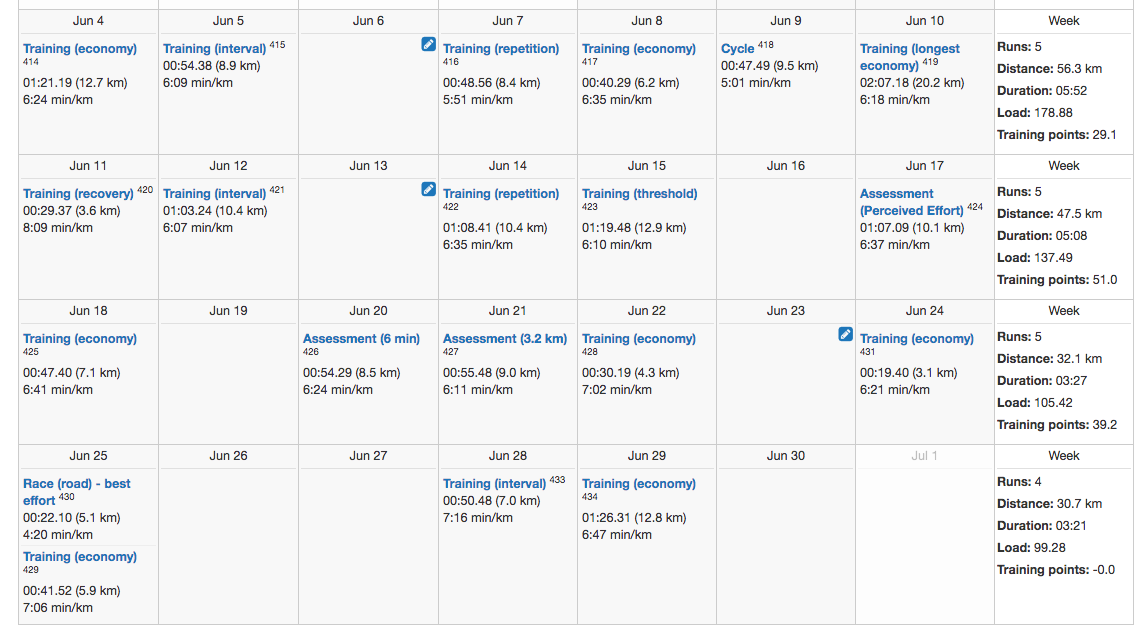 Jun 4
Jun 5
Jun 6
Jun 7
Jun 8
Jun 9
Jun 10
Week
Training (economy)
414
01:21.19 (12.7 km)
6:24 min/km
Training (interval) 415
00:54.38 (8.9 km)
6:09 min/km
Training (repetition)
416
00:48.56 (8.4 km)
5:51 min/km
Training (economy)
417
00:40.29 (6.2 km)
6:35 min/km
Cycle 418
00:47.49 (9.5 km)
5:01 min/km
Training (longest
economy) 419
02:07.18 (20.2 km)
6:18 min/km
Runs: 5
Distance: 56.3 km
Duration: 05:52
Load: 178.88
Training points: 29.1
Jun 11
Jun 12
Jun 13
Jun 14
Jun 15
Jun 16
Jun 17
Week
Training (recovery) 420
00:29.37 (3.6 km)
8:09 min/km
Training (interval) 421
01:03.24 (10.4 km)
6:07 min/km
Training (repetition)
422
01:08.41 (10.4 km)
6:35 min/km
Training (threshold)
423
01:19.48 (12.9 km)
6:10 min/km
Assessment
(Perceived Effort) 424
01:07.09 (10.1 km)
6:37 min/km
Runs: 5
Distance: 47.5 km
Duration: 05:08
Load: 137.49
Training points: 51.0
Jun 18
Jun 19
Jun 20
Jun 21
Jun 22
Jun 23
Jun 24
Week
Training (economy)
425
00:47.40 (7.1 km)
6:41 min/km
Assessment (6 min)
426
00:54.29 (8.5 km)
6:24 min/km
Assessment (3.2 km)
427
00:55.48 (9.0 km)
6:11 min/km
Training (economy)
428
00:30.19 (4.3 km)
7:02 min/km
Training (economy)
431
00:19.40 (3.1 km)
6:21 min/km
Runs: 5
Distance: 32.1 km
Duration: 03:27
Load: 105.42
Training points: 39.2
Jun 25
Jun 26
Jun 27
Jun 28
Jun 29
Jun 30
Jul 1
Week
Race (road) - best
effort 430
00:22.10 (5.1 km)
4:20 min/km
Training (economy)
429
00:41.52 (5.9 km)
7:06 min/km
Training (interval) 433
00:50.48 (7.0 km)
7:16 min/km
Training (economy)
434
01:26.31 (12.8 km)
6:47 min/km
Runs: 4
Distance: 30.7 km
Duration: 03:21
Load: 99.28
Training points: -0.0